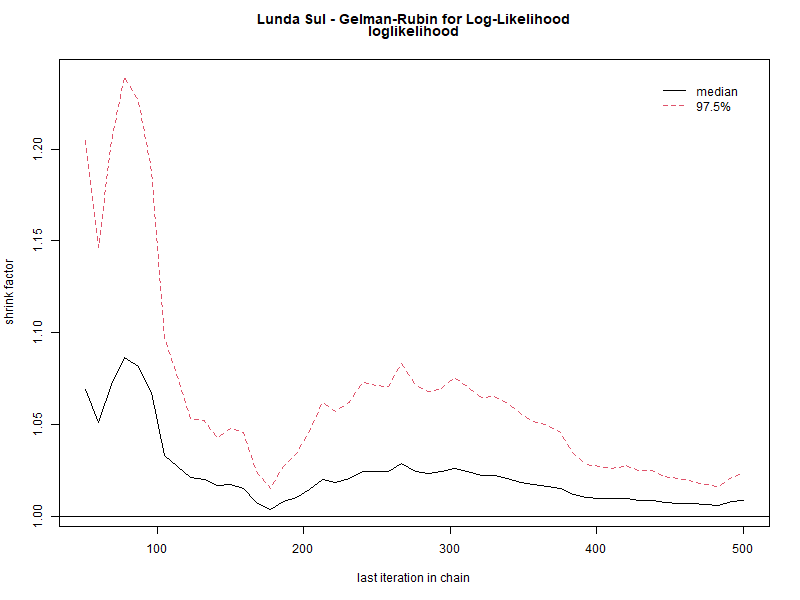 Lunda Sul - Gelman-Rubin for Log-Likelihood
loglikelihood
median
97.5%
shrink factor
1.20
1.15
1.10
1.05
1.00
100
200
300
400
500
last iteration in chain